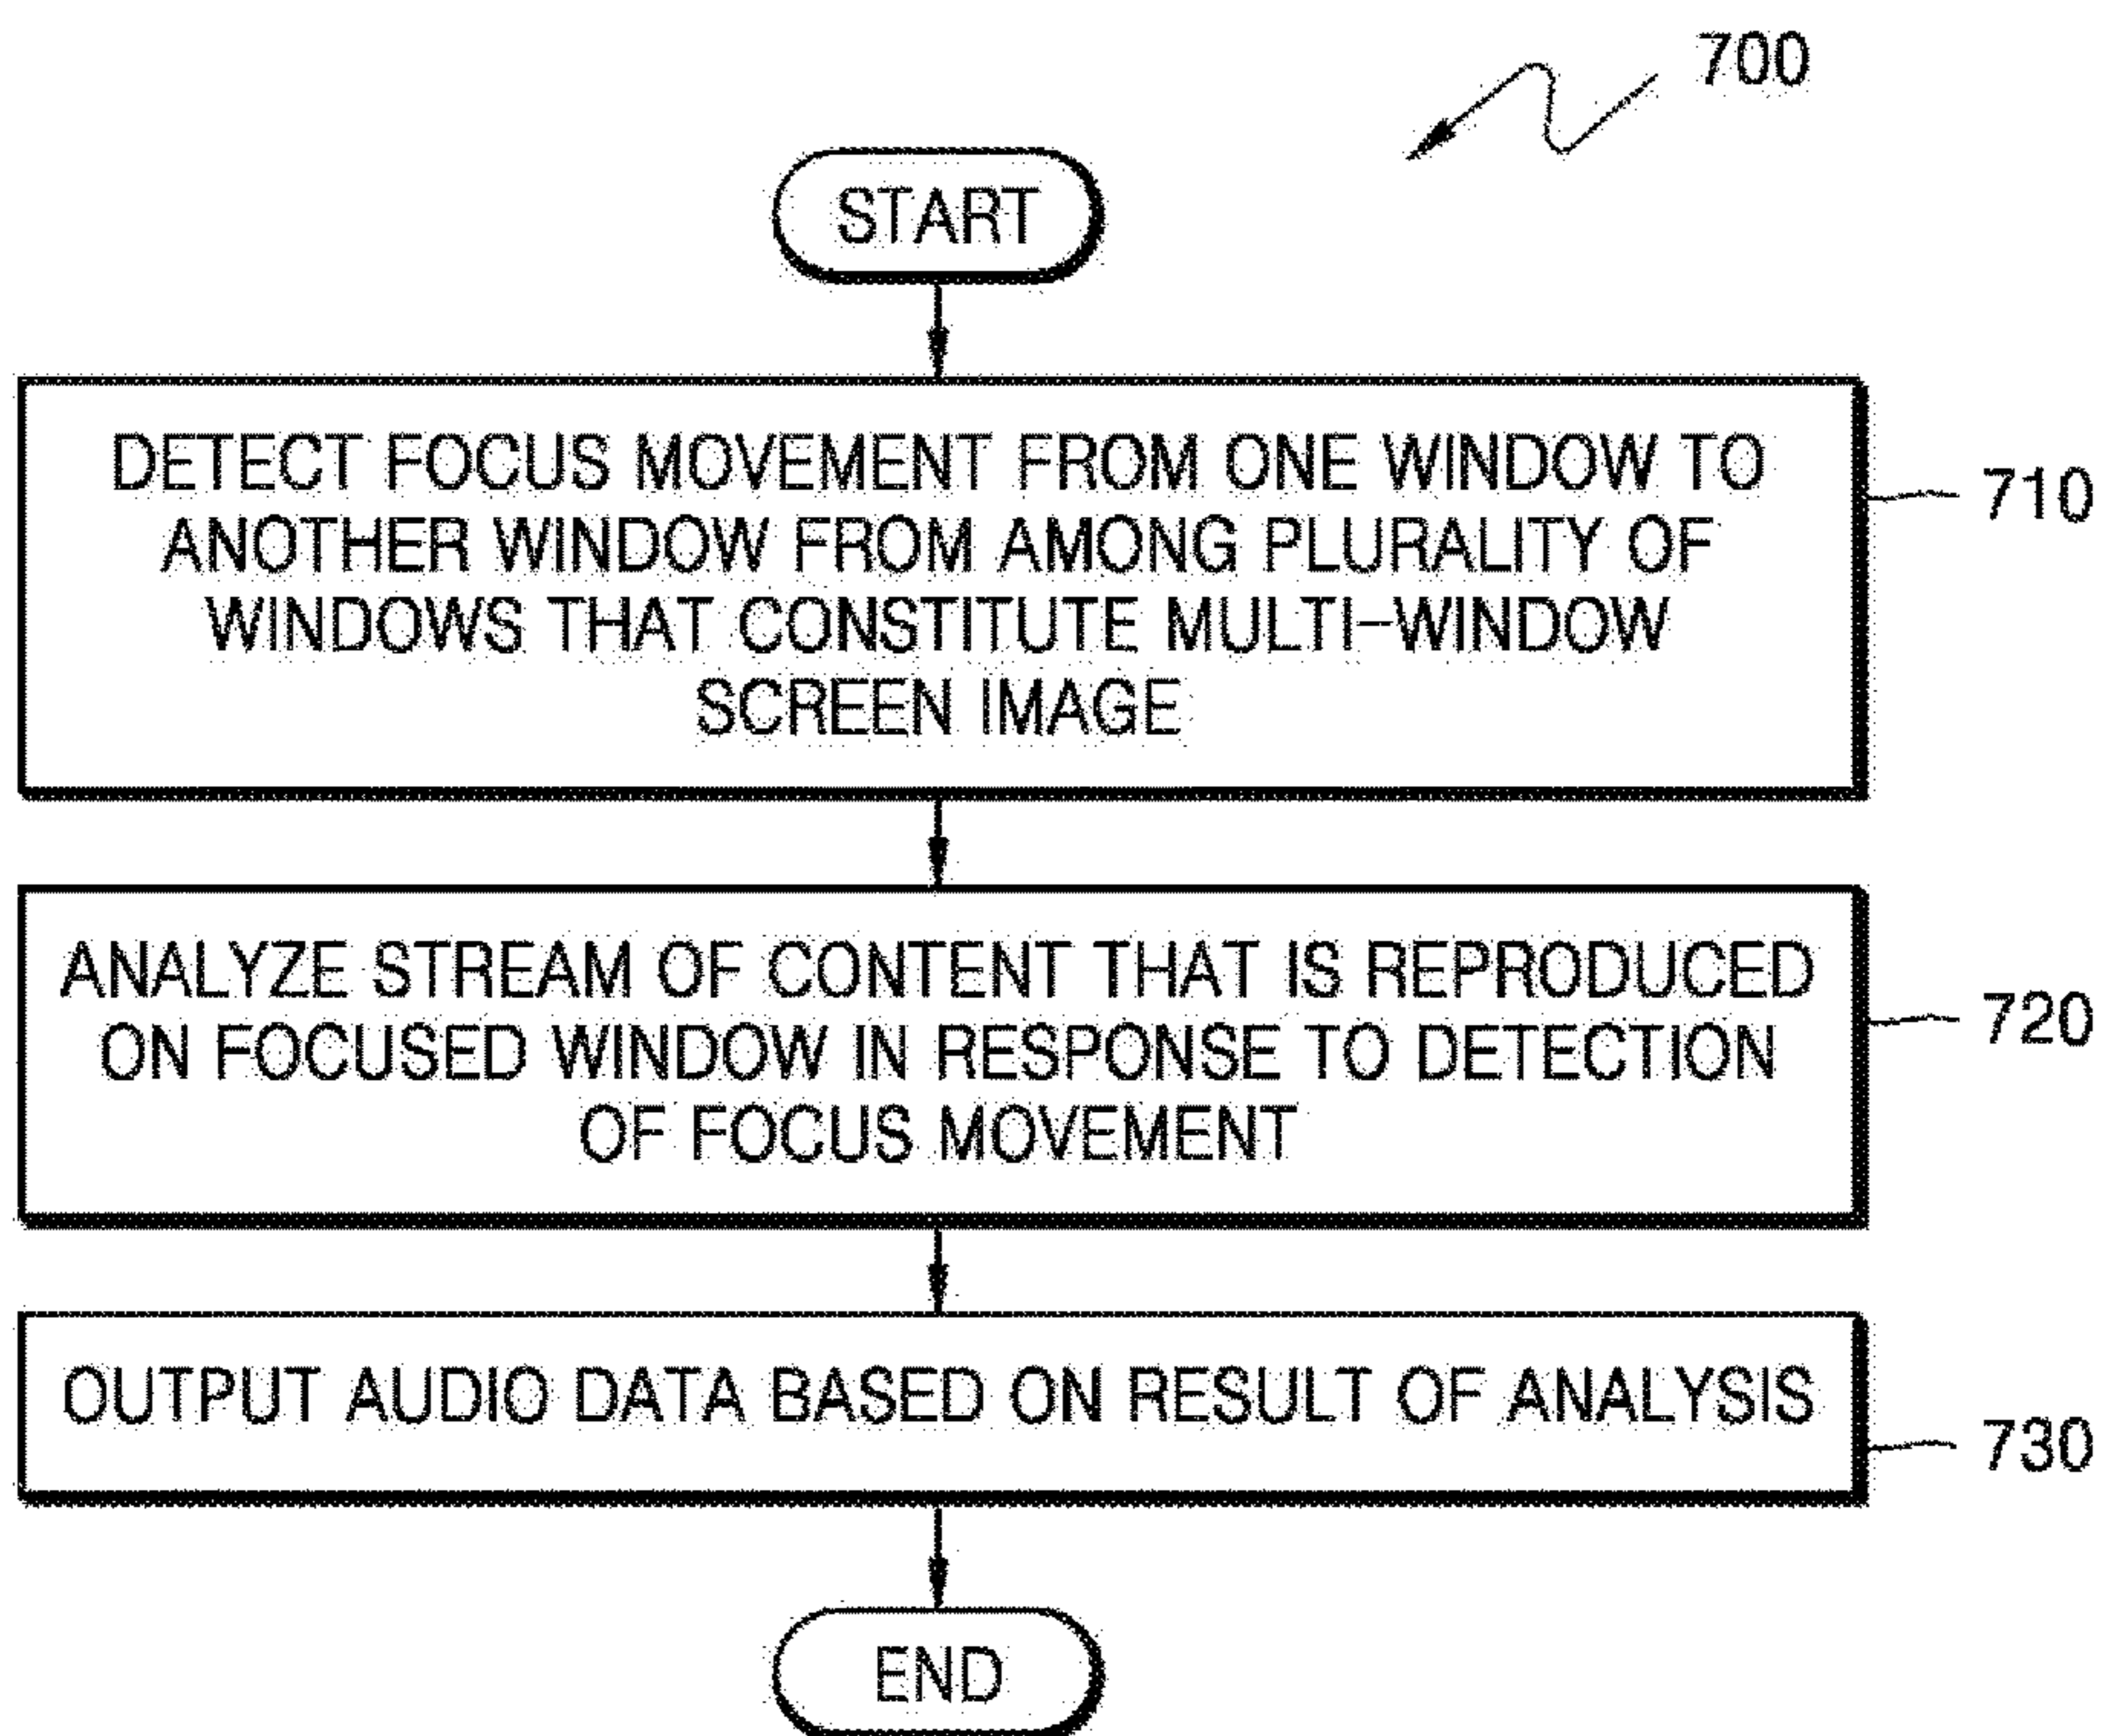 700
START
DETECT FOCUS MOVEMENT FROM ONE WINDOW TO
ANOTHER WINDOW FROM AMONG PLURALITY OF
WINDOWS THAT CONSTITUTE MULTI-WINDOW
SCREEN IMAGE
710
ANALYZE STREAM OF CONTENT THAT IS REPRODUCED
ON FOCUSED WINDOW IN RESPONSE TO DETECTION
OF FOCUS MOVEMENT
720
OUTPUT AUDIO DATA BASED ON RESULT OF ANALYSIS
730
END